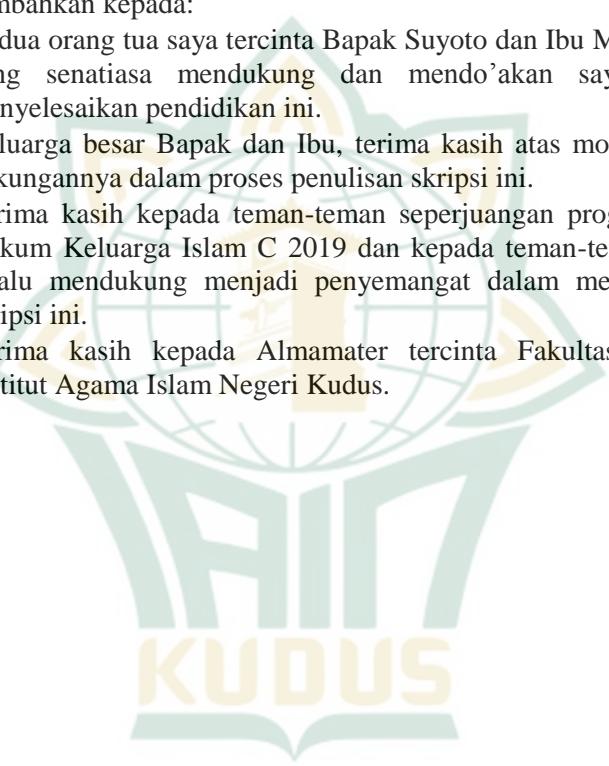 mbahkan kepada:
dua orang tua saya tercinta Bapak Suyoto dan Ibu M
ng senatiasa mendukung dan mendo’akan say
nyelesaikan pendidikan ini.
luarga besar Bapak dan Ibu, terima kasih atas mo
kungannya dalam proses penulisan skripsi ini.
rima kasih kepada teman-teman seperjuangan prog
kum Keluarga Islam C 2019 dan kepada teman-te
alu mendukung menjadi penyemangat dalam me
ipsi ini.
rima kasih kepada Almamater tercinta Fakultas
titut Agama Islam Negeri Kudus.
IAIN
KUDUS